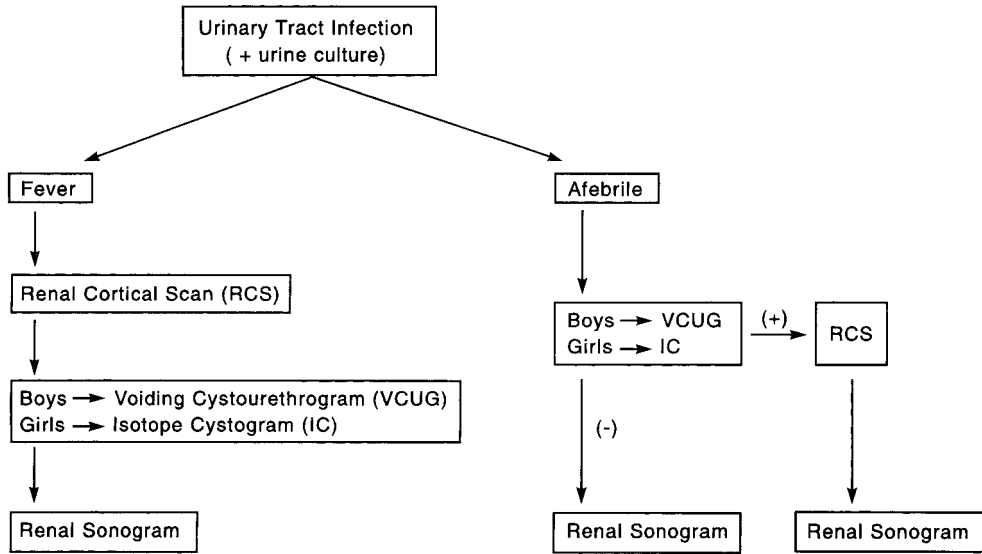 Urinary Tract Infection
( + urine culture)
Fever
Afebrile
Renal Cortical Scan (RCS)
Boys → VCUG
Girls → IC
(+)
RCS
Boys → Voiding Cystourethrogram (VCUG)
Girls → Isotope Cystogram (IC)
(-)
Renal Sonogram
Renal Sonogram
Renal Sonogram